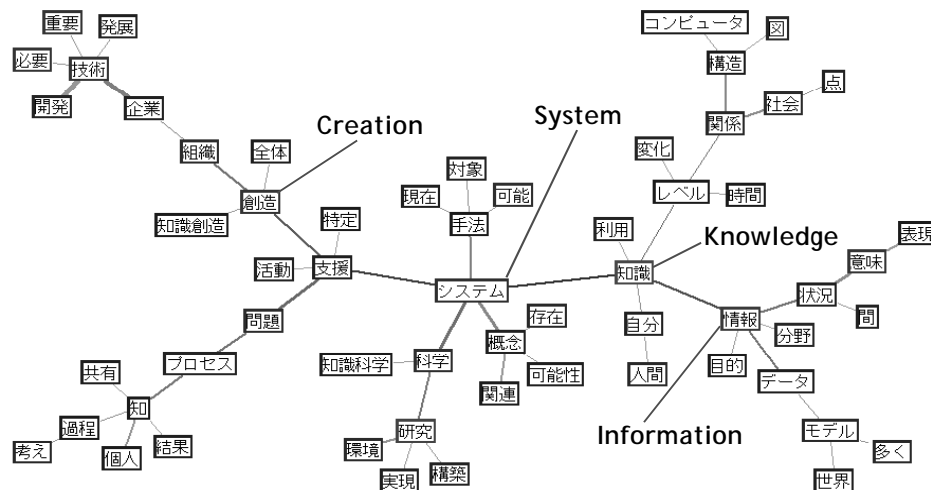 重要
発展
必要
技術
開発
企業
組織
全体
創造
知識創造
Creation
特定
活動
支援
問題
プロセス
共有
知
過程
考え
個人
結果
System
対象
現在
可能
手法
システム
存在
概念
可能性
関連
知識科学
科学
研究
環境
実現
構築
コンピュータ
図
構造
社会
点
関係
変化
レベル
時間
利用
知識
Knowledge
表現
意味
状況
間
情報
分野
目的
自分
人間
データ
Information
モデル
多く
世界